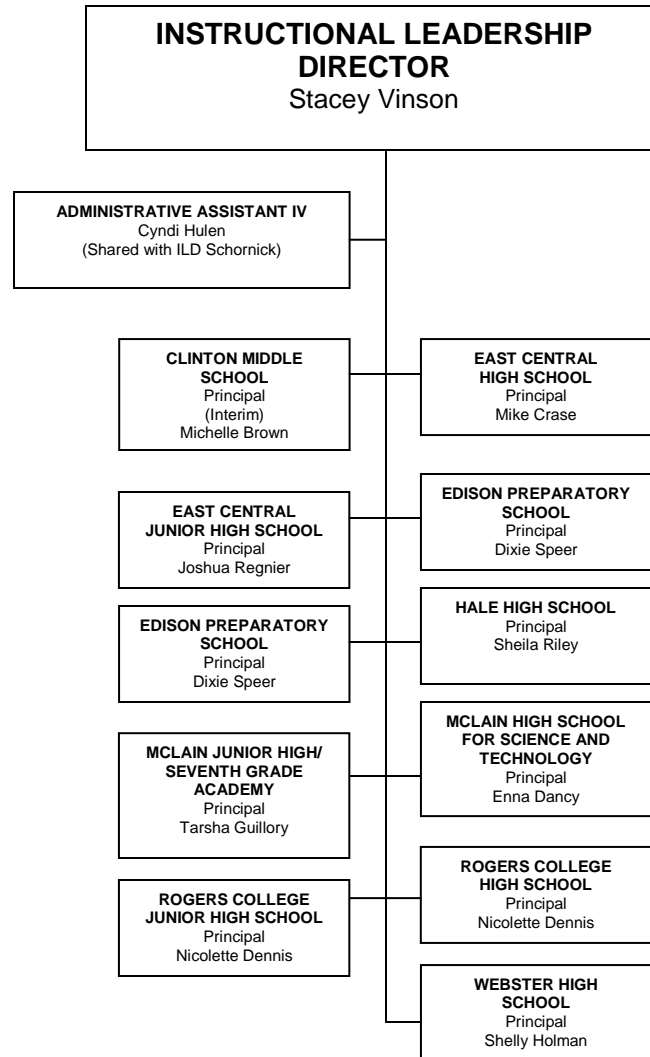 INSTRUCTIONAL LEADERSHIP
DIRECTOR
Stacey Vinson
ADMINISTRATIVE ASSISTANT IV
Cyndi Hulen
(Shared with ILD Schornick)
CLINTON MIDDLE
SCHOOL
Principal
(Interim)
Michelle Brown
EAST CENTRAL
HIGH SCHOOL
Principal
Mike Crase
EAST CENTRAL
JUNIOR HIGH SCHOOL
Principal
Joshua Regnier
EDISON PREPARATORY
SCHOOL
Principal
Dixie Speer
EDISON PREPARATORY
SCHOOL
Principal
Dixie Speer
HALE HIGH SCHOOL
Principal
Sheila Riley
MCLAIN JUNIOR HIGH/
SEVENTH GRADE
ACADEMY
Principal
Tarsha Guillory
MCLAIN HIGH SCHOOL
FOR SCIENCE AND
TECHNOLOGY
Principal
Enna Dancy
ROGERS COLLEGE
JUNIOR HIGH SCHOOL
Principal
Nicolette Dennis
ROGERS COLLEGE
HIGH SCHOOL
Principal
Nicolette Dennis
WEBSTER HIGH
SCHOOL
Principal
Shelly Holman